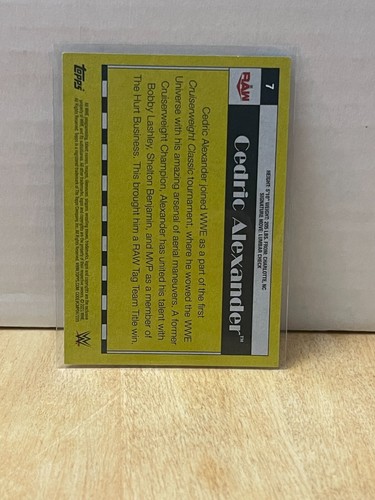 7
RAW
HEIGHT: 5'10" WEIGHT: 205 LBS. FROM: CHARLOTTE, NC
SIGNATURE MOVE: LUMBAR CHECK
Cedric Alexander™
Cedric Alexander joined WWE as a part of the first
Cruiserweight Classic tournament, where he wowed the WWE
Universe with his amazing arsenal of aerial maneuvers. A former
Cruiserweight Champion, Alexander has united his talent with
Bobby Lashley, Shelton Benjamin, and MVP as a member of
The Hurt Business. This brought him a RAW Tag Team Title win.
Topps
W